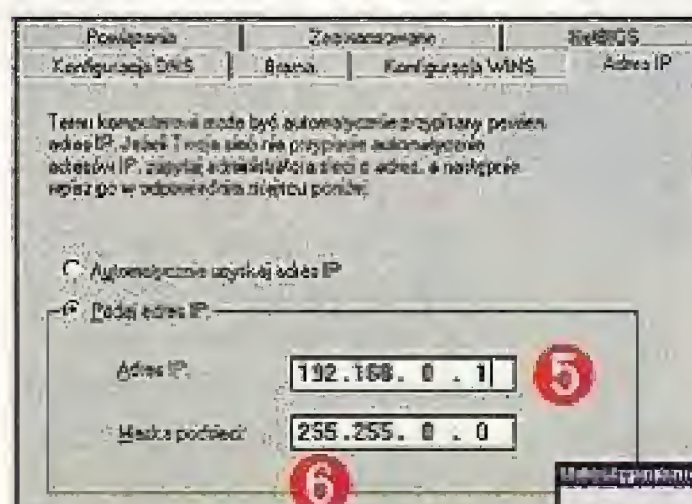 Powiązania Zaawansowane NetBIOS
Konfiguracja DNS Brama Konfiguracja WINS Adres IP
Temu komputerowi może być automatycznie przypisany pewien
adres IP. Jeżeli Twoja sieć nie przypisuje automatycznie
adresów IP, zapytaj administratora sieci o adres, a następnie
wpisz go w odpowiednim miejscu poniżej.
Automatycznie uzyskaj adres IP
Podaj adres IP:
Adres IP: 192.168. 0 . 1 5
Maska podsieci: 255.255. 0 . 0
6